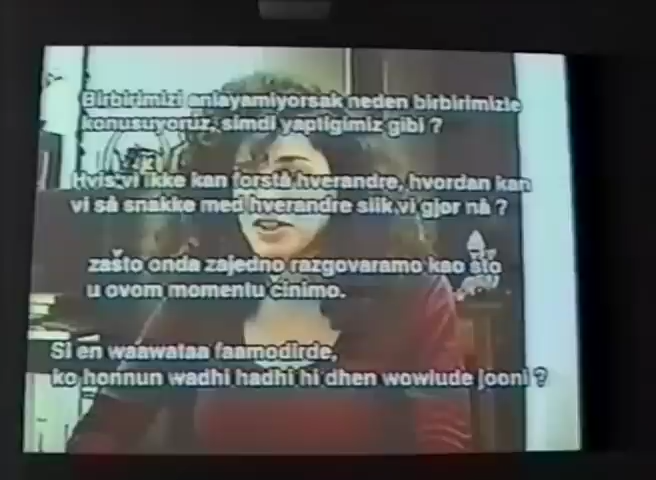 Birbirimizi anlayamiyorsak neden birbirimizle
konusuyoruz, simdi yaptigimiz gibi ?
Hvis vi ikke kan forstå hverandre, hvordan kan
vi så snakke med hverandre slik vi gjor nå ?
zašto onda zajedno razgovaramo kao što
u ovom momentu činimo.
Si en waawataa faamodirde,
ko honnun wadhi hadhi hi dhen wowlude jooni ?